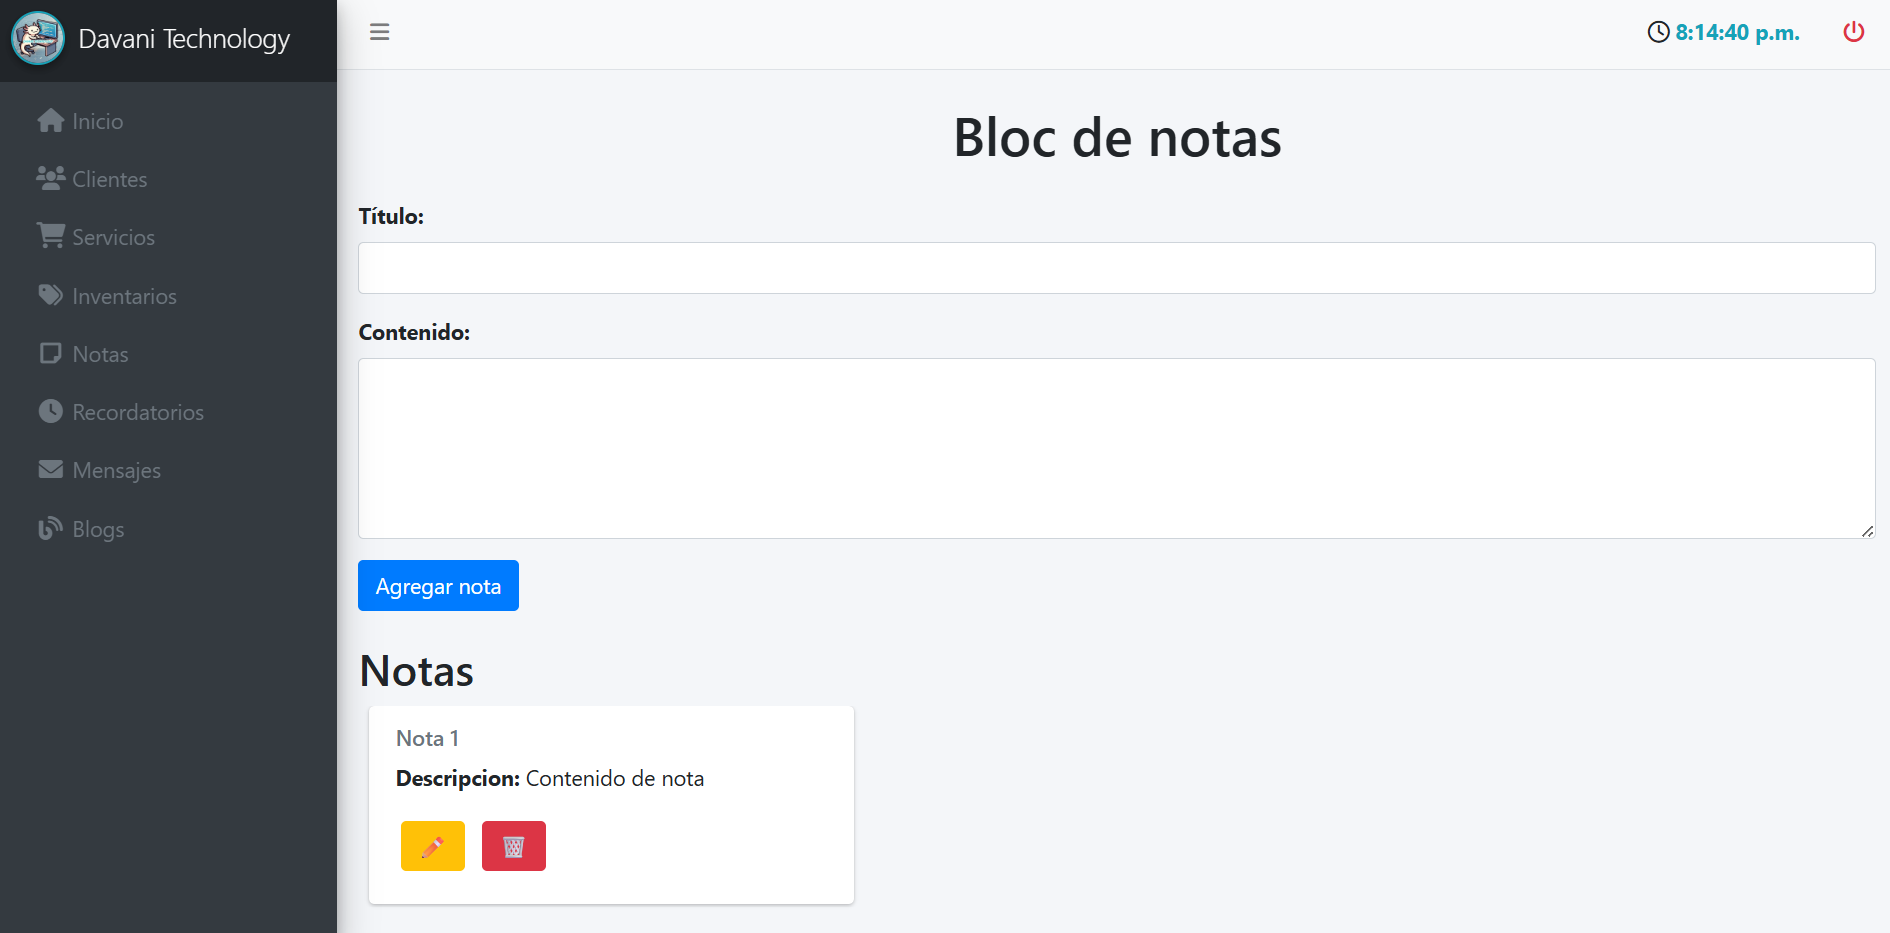 Davani Technology
8:14:40 p.m.
Inicio
Clientes
Servicios
Inventarios
Notas
Recordatorios
Mensajes
Blogs
Bloc de notas
Título:
Contenido:
Agregar nota
Notas
Nota 1
Descripcion: Contenido de nota